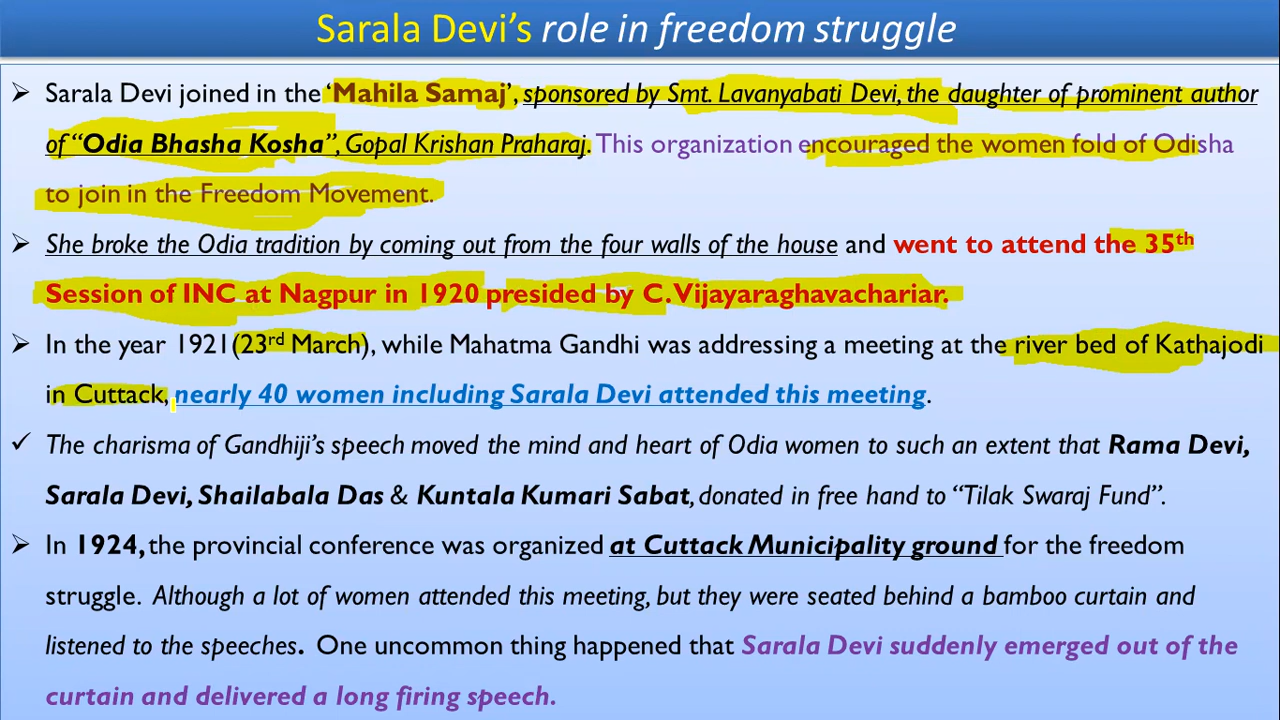 Sarala Devi's role in freedom struggle
➢ Sarala Devi joined in the 'Mahila Samaj', sponsored by Smt. Lavanyabati Devi, the daughter of prominent author
of "Odia Bhasha Kosha", Gopal Krishan Praharaj. This organization encouraged the women fold of Odisha
to join in the Freedom Movement.
➢ She broke the Odia tradition by coming out from the four walls of the house and went to attend the 35th
Session of INC at Nagpur in 1920 presided by C. Vijayaraghavachariar.
➢ In the year 1921(23rd March), while Mahatma Gandhi was addressing a meeting at the river bed of Kathajodi
in Cuttack, nearly 40 women including Sarala Devi attended this meeting.
✓ The charisma of Gandhiji's speech moved the mind and heart of Odia women to such an extent that Rama Devi,
Sarala Devi, Shailabala Das & Kuntala Kumari Sabat, donated in free hand to "Tilak Swaraj Fund".
➢ In 1924, the provincial conference was organized at Cuttack Municipality ground for the freedom
struggle. Although a lot of women attended this meeting, but they were seated behind a bamboo curtain and
listened to the speeches. One uncommon thing happened that Sarala Devi suddenly emerged out of the
curtain and delivered a long firing speech.